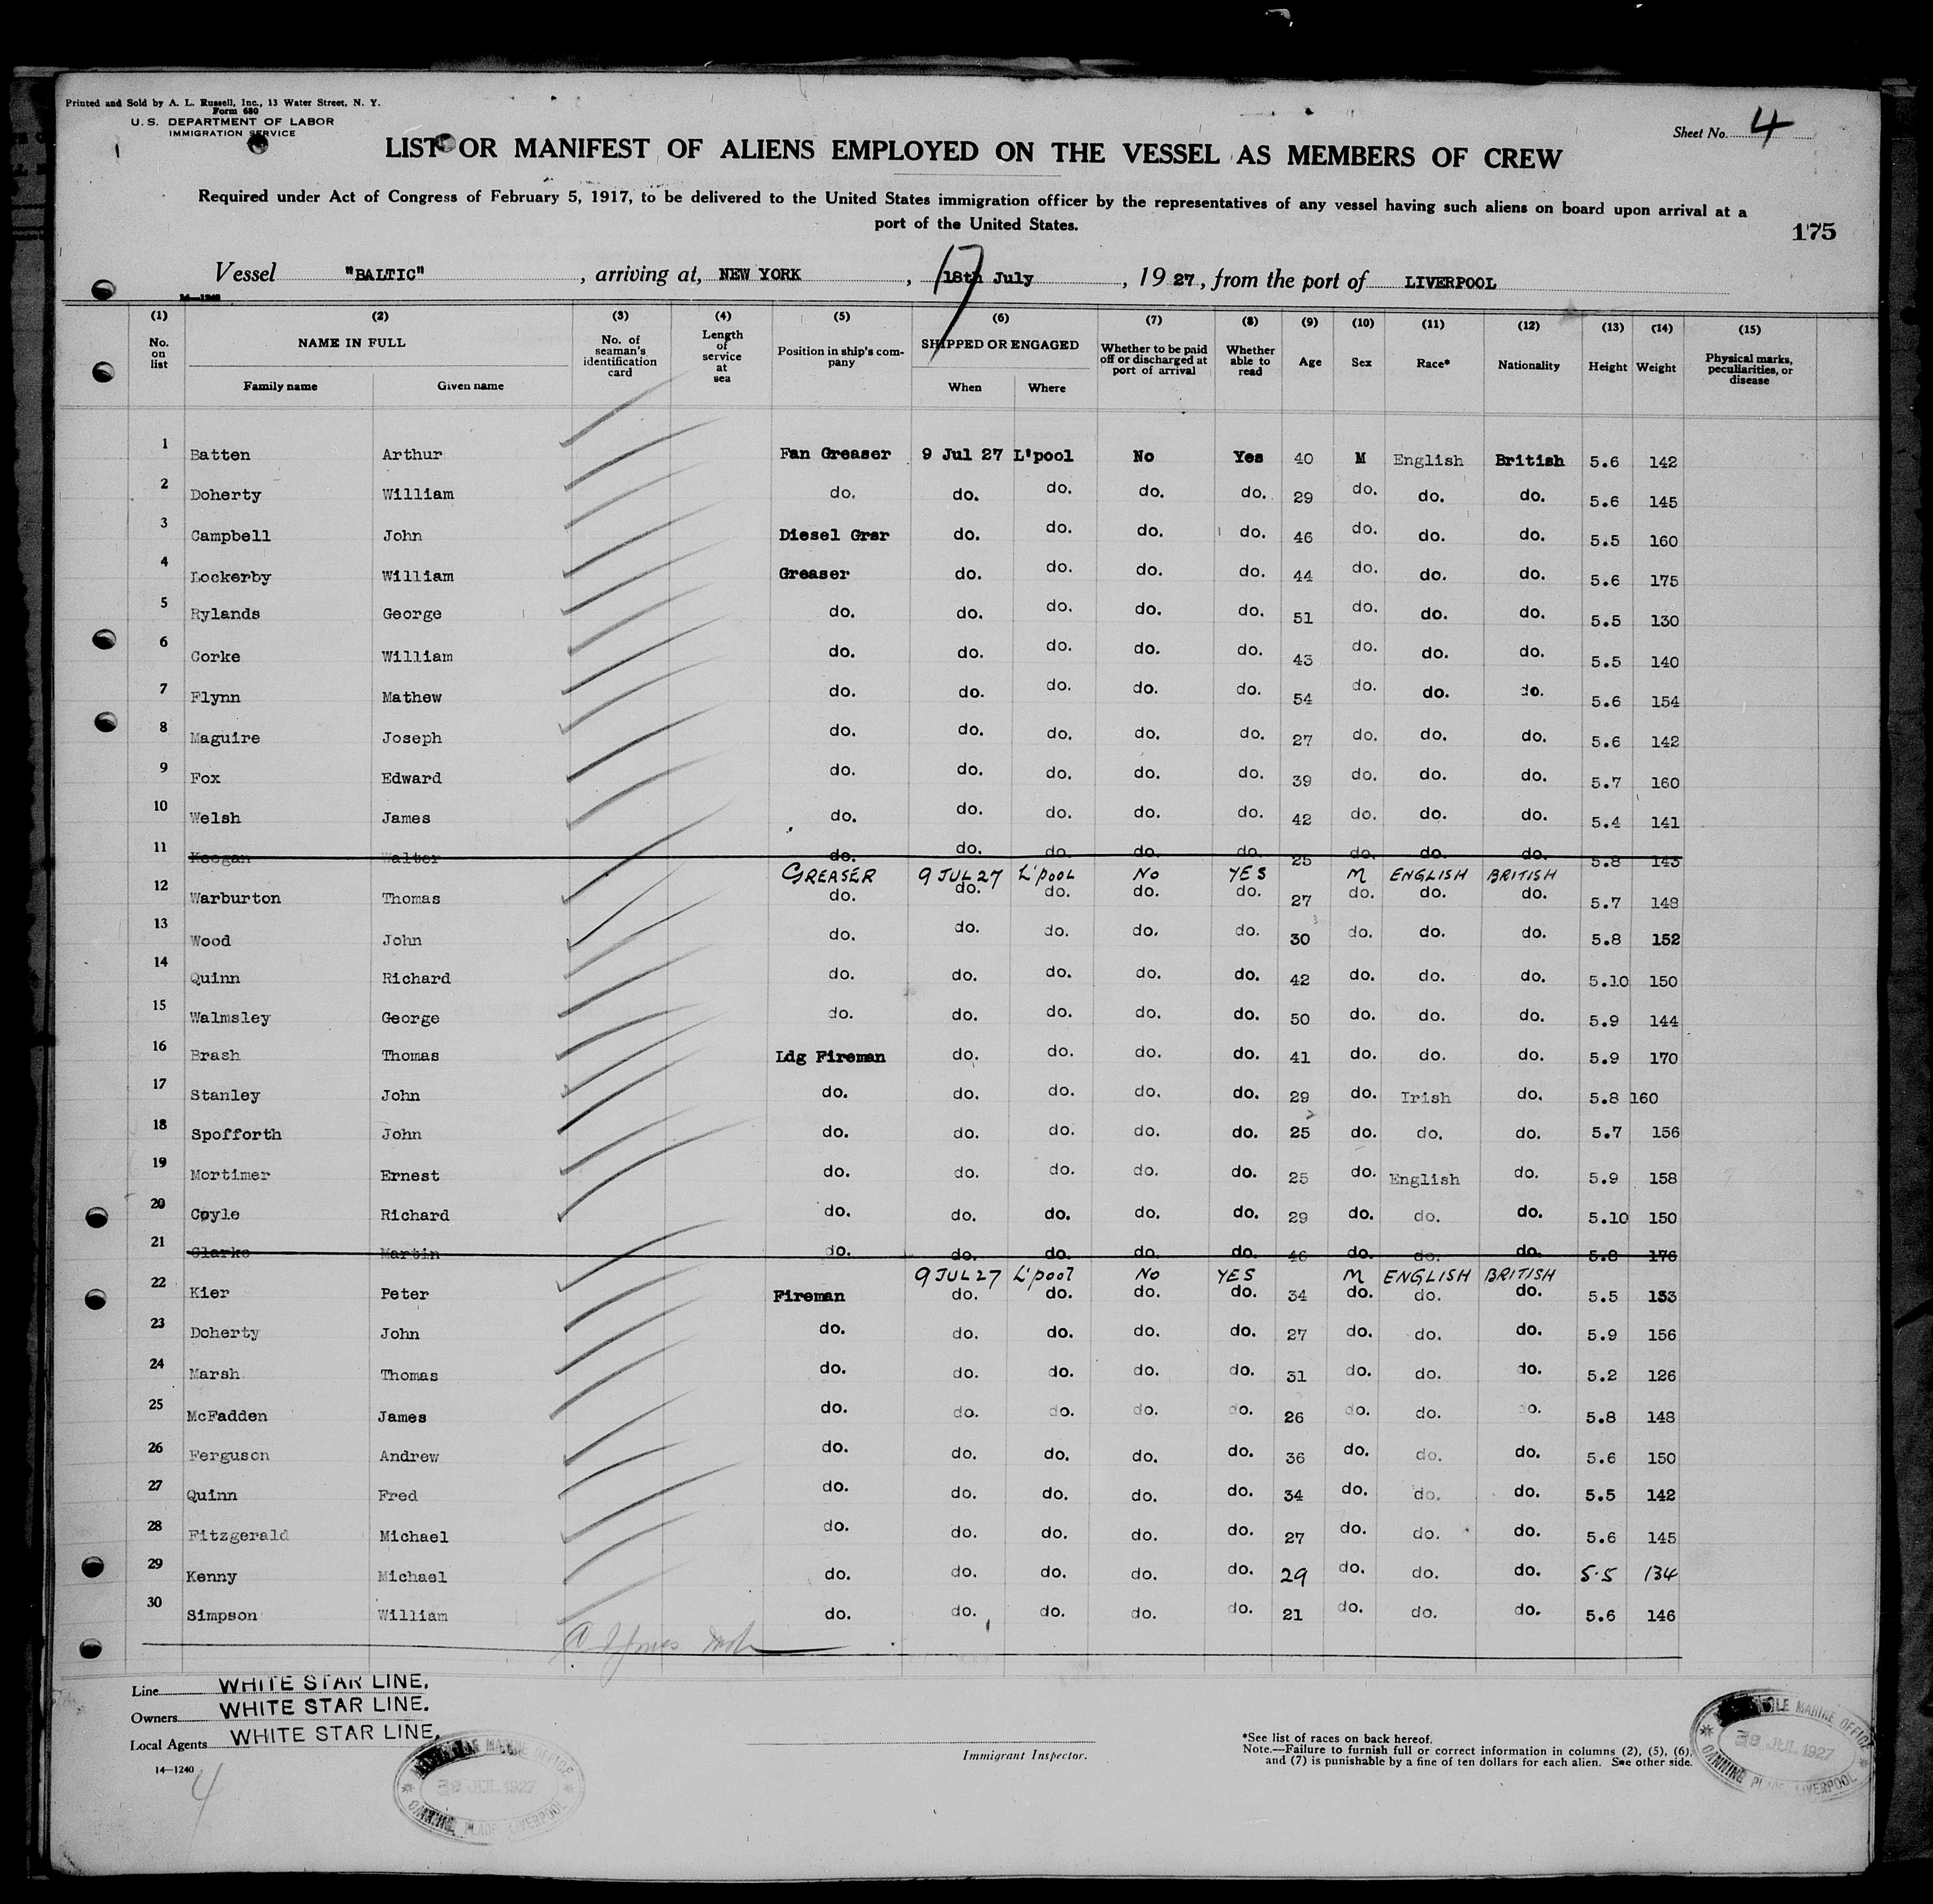 Printed and Sold by A. L. Russell, Inc., 13 Water Street, N. Y.
Form 680
U. S. DEPARTMENT OF LABOR
IMMIGRATION SERVICE
Sheet No. 4
LIST OR MANIFEST OF ALIENS EMPLOYED ON THE VESSEL AS MEMBERS OF CREW
Required under Act of Congress of February 5, 1917, to be delivered to the United States immigration officer by the representatives of any vessel having such aliens on board upon arrival at a
port of the United States.
175
Vessel "BALTIC", arriving at, NEW YORK, 18th July, 1927, from the port of LIVERPOOL
17
14—1240
(1) (2) (3) (4) (5) (6) (7) (8) (9) (10) (11) (12) (13) (14) (15)
No. on list NAME IN FULL Family name Given name No. of seaman's identification card Length of service at sea Position in ship's company SHIPPED OR ENGAGED When Where Whether to be paid off or discharged at port of arrival Whether able to read Age Sex Race* Nationality Height Weight Physical marks, peculiarities, or disease
1 Batten Arthur Fan Greaser 9 Jul 27 L'pool No Yes 40 M English British 5.6 142
2 Doherty William do. do. do. do. do. 29 do. do. do. 5.6 145
3 Campbell John Diesel Grsr do. do. do. do. 46 do. do. do. 5.5 160
4 Lockerby William Greaser do. do. do. do. 44 do. do. do. 5.6 175
5 Rylands George do. do. do. do. do. 51 do. do. do. 5.5 130
6 Gorke William do. do. do. do. do. 43 do. do. do. 5.5 140
7 Flynn Mathew do. do. do. do. do. 54 do. do. do. 5.6 154
8 Maguire Joseph do. do. do. do. do. 27 do. do. do. 5.6 142
9 Fox Edward do. do. do. do. do. 39 do. do. do. 5.7 160
10 Welsh James do. do. do. do. do. 42 do. do. do. 5.4 141
11 Keegan Walter do. do. do. do. do. 25 do. do. do. 5.8 143
GREASER 9 JUL 27 L'pool No YES M ENGLISH BRITISH
12 Warburton Thomas do. do. do. do. do. 27 do. do. do. 5.7 148
13 Wood John do. do. do. do. do. 30 do. do. do. 5.8 152
14 Quinn Richard do. do. do. do. do. 42 do. do. do. 5.10 150
15 Walmsley George do. do. do. do. do. 50 do. do. do. 5.9 144
16 Brash Thomas Ldg Fireman do. do. do. do. 41 do. do. do. 5.9 170
17 Stanley John do. do. do. do. do. 29 do. Irish do. 5.8 160
18 Spofforth John do. do. do. do. do. 25 do. do. do. 5.7 156
19 Mortimer Ernest do. do. do. do. do. 25 do. English do. 5.9 158
20 Coyle Richard do. do. do. do. do. 29 do. do. do. 5.10 150
21 Clarke Martin do. do. do. do. do. 46 do. do. do. 5.8 176
9 JUL 27 L'pool No YES M ENGLISH BRITISH
22 Kier Peter Fireman do. do. do. do. 34 do. do. do. 5.5 133
23 Doherty John do. do. do. do. do. 27 do. do. do. 5.9 156
24 Marsh Thomas do. do. do. do. do. 31 do. do. do. 5.2 126
25 McFadden James do. do. do. do. do. 26 do. do. do. 5.8 148
26 Ferguson Andrew do. do. do. do. do. 36 do. do. do. 5.6 150
27 Quinn Fred do. do. do. do. do. 34 do. do. do. 5.5 142
28 Fitzgerald Michael do. do. do. do. do. 27 do. do. do. 5.6 145
29 Kenny Michael do. do. do. do. do. 29 do. do. do. 5.5 134
30 Simpson William do. do. do. do. do. 21 do. do. do. 5.6 146
Line WHITE STAR LINE.
Owners WHITE STAR LINE.
Local Agents WHITE STAR LINE.
14—1240
4
Immigrant Inspector.
*See list of races on back hereof.
Note.—Failure to furnish full or correct information in columns (2), (5), (6),
and (7) is punishable by a fine of ten dollars for each alien. See other side.
MARINE OFFICE
JUL 1927
CANNING PLACE LIVERPOOL
MARINE OFFICE
JUL 1927
CANNING PLACE LIVERPOOL